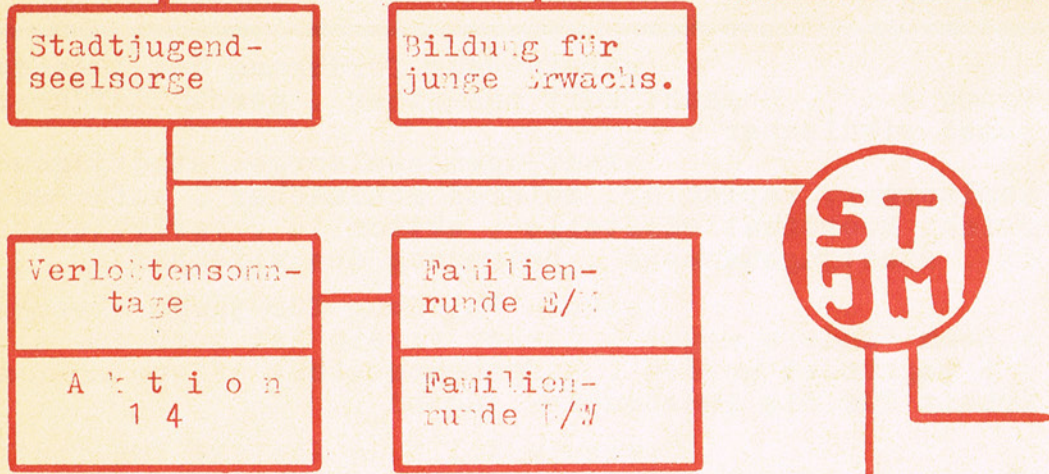 Stadtjugend-
seelsorge
Bildung für
junge Erwachs.
ST
JM
Verlobtensonn-
tage
Familien-
runde
Aktion
14
Familien-
runde